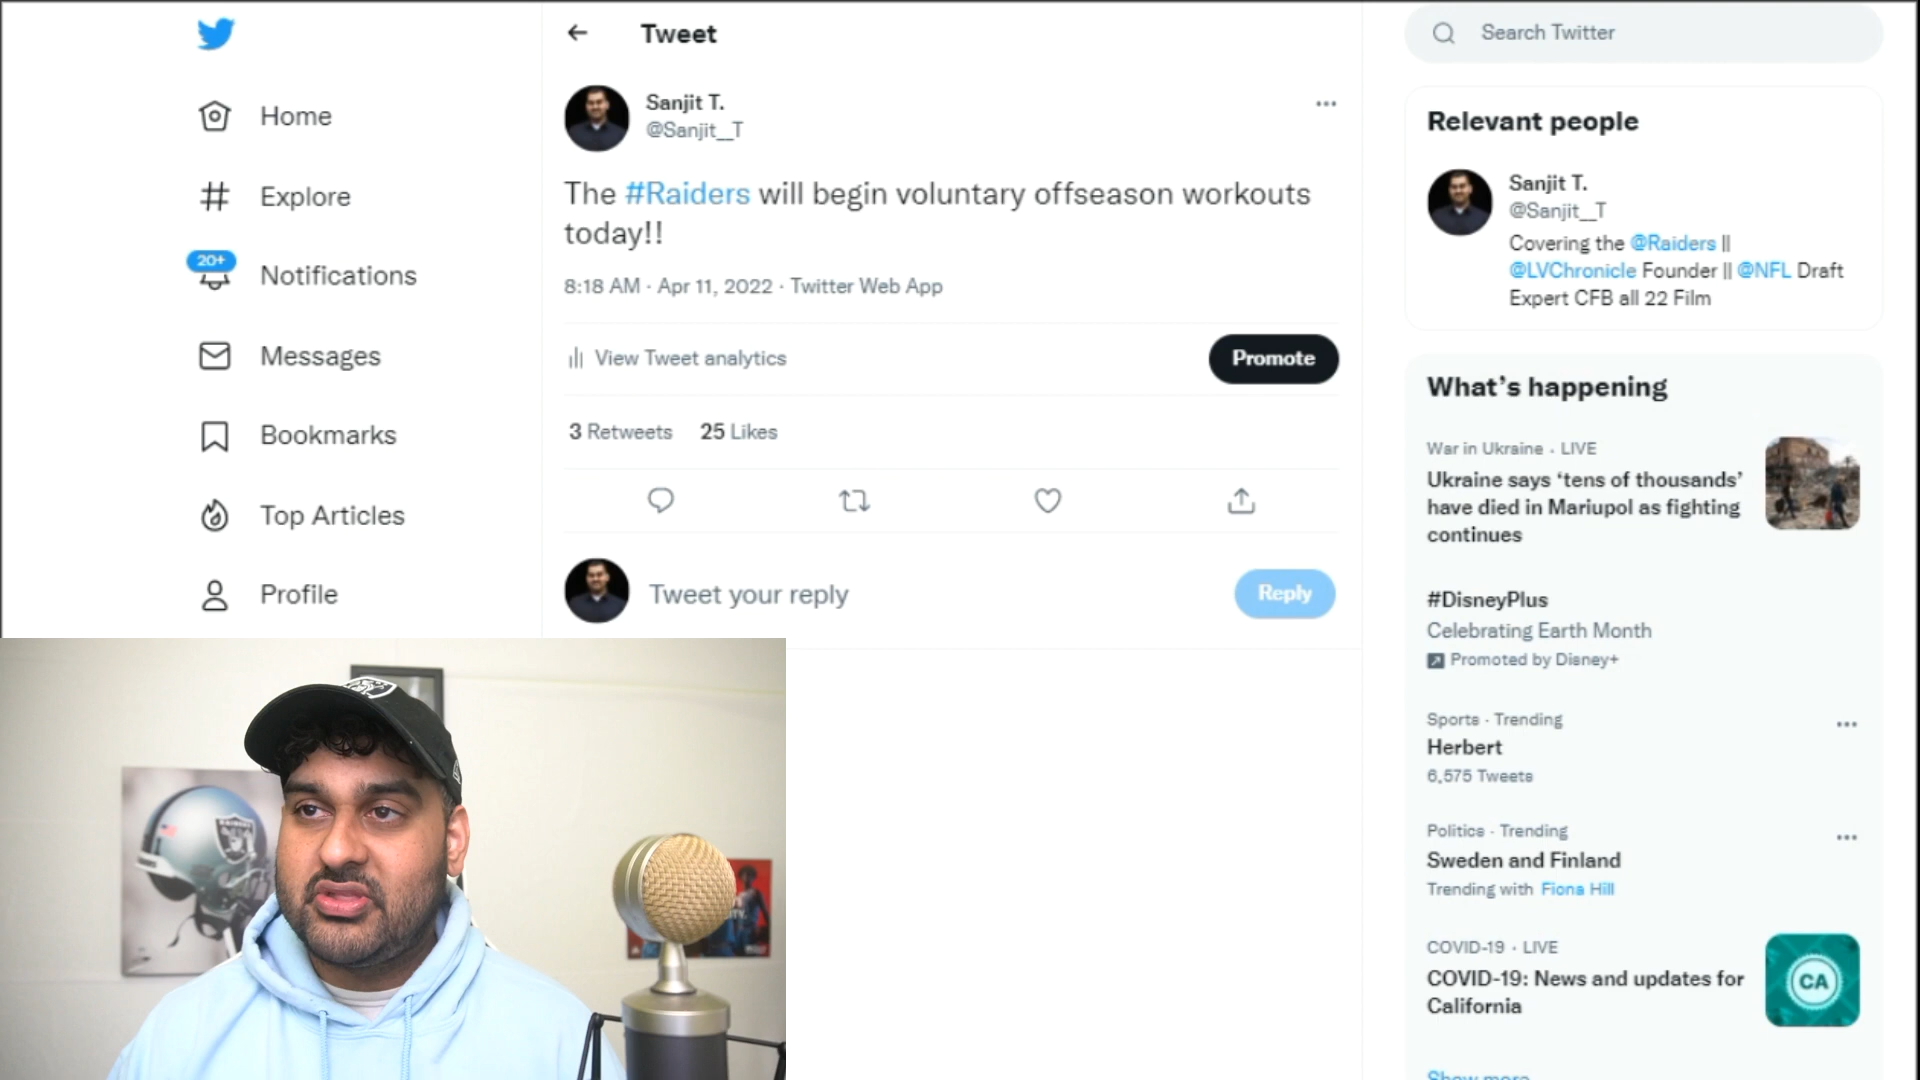 Home
Explore
20+
Notifications
Messages
Bookmarks
Top Articles
Profile
Tweet
Sanjit T.
@Sanjit__T
The #Raiders will begin voluntary offseason workouts
today!!
8:18 AM · Apr 11, 2022 · Twitter Web App
View Tweet analytics
Promote
3 Retweets 25 Likes
Tweet your reply
Reply
Search Twitter
Relevant people
Sanjit T.
@Sanjit__T
Covering the @Raiders ||
@LVChronicle Founder || @NFL Draft
Expert CFB all 22 Film
What's happening
War in Ukraine · LIVE
Ukraine says ‘tens of thousands’
have died in Mariupol as fighting
continues
#DisneyPlus
Celebrating Earth Month
Promoted by Disney+
Sports · Trending
Herbert
6,575 Tweets
Politics · Trending
Sweden and Finland
Trending with Fiona Hill
COVID-19 · LIVE
COVID-19: News and updates for
California
CA
Show more
RAIDERS